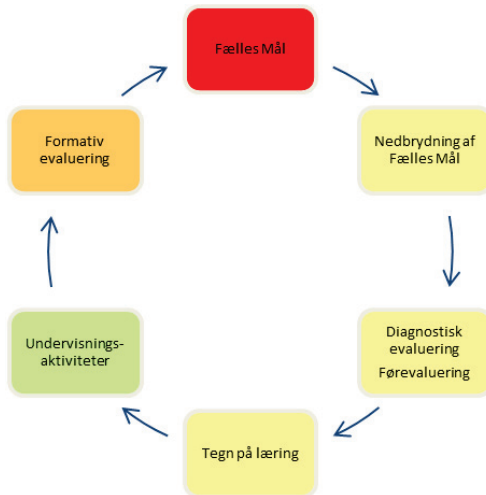 Fælles Mål
Nedbrydning af
Fælles Mål
Diagnostisk
evaluering
Førevaluering
Tegn på læring
Undervisnings-
aktiviteter
Formativ
evaluering